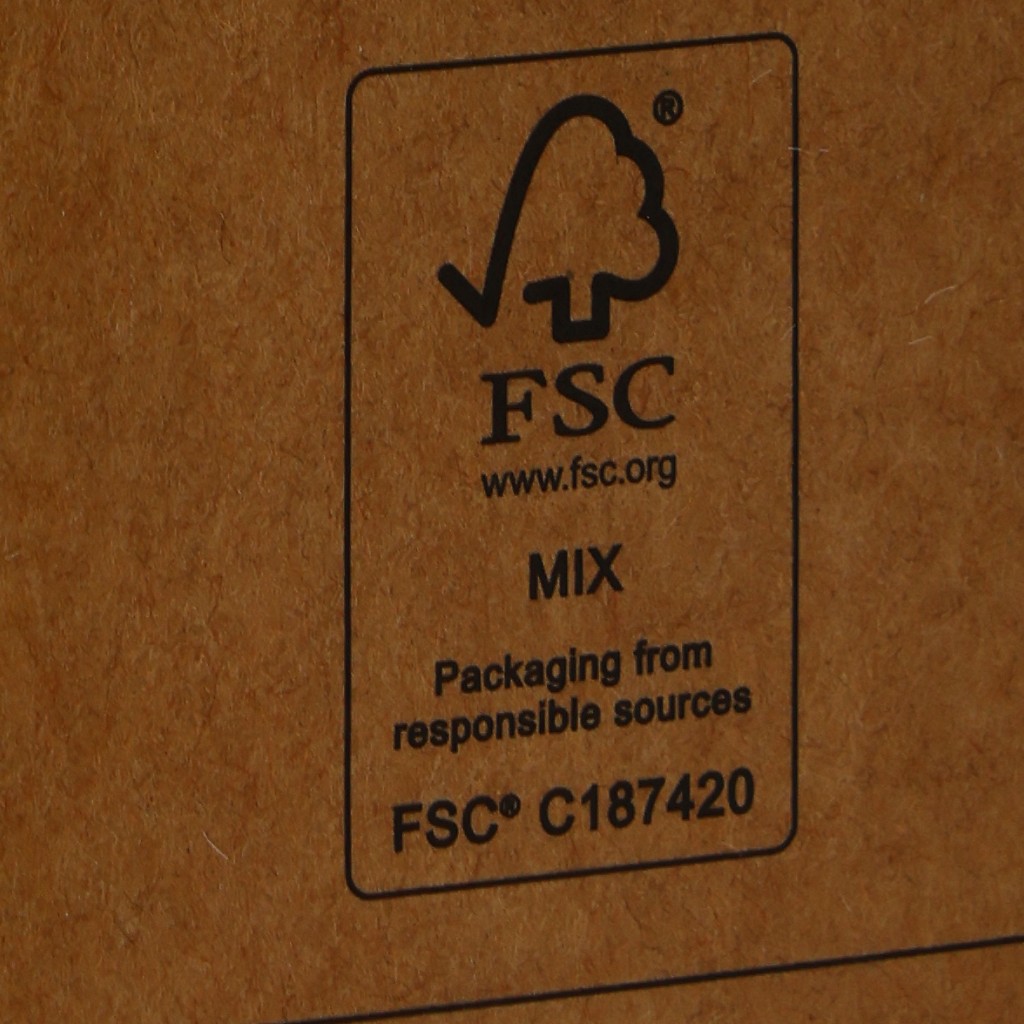 ®
FSC
www.fsc.org
MIX
Packaging from
responsible sources
FSC® C187420